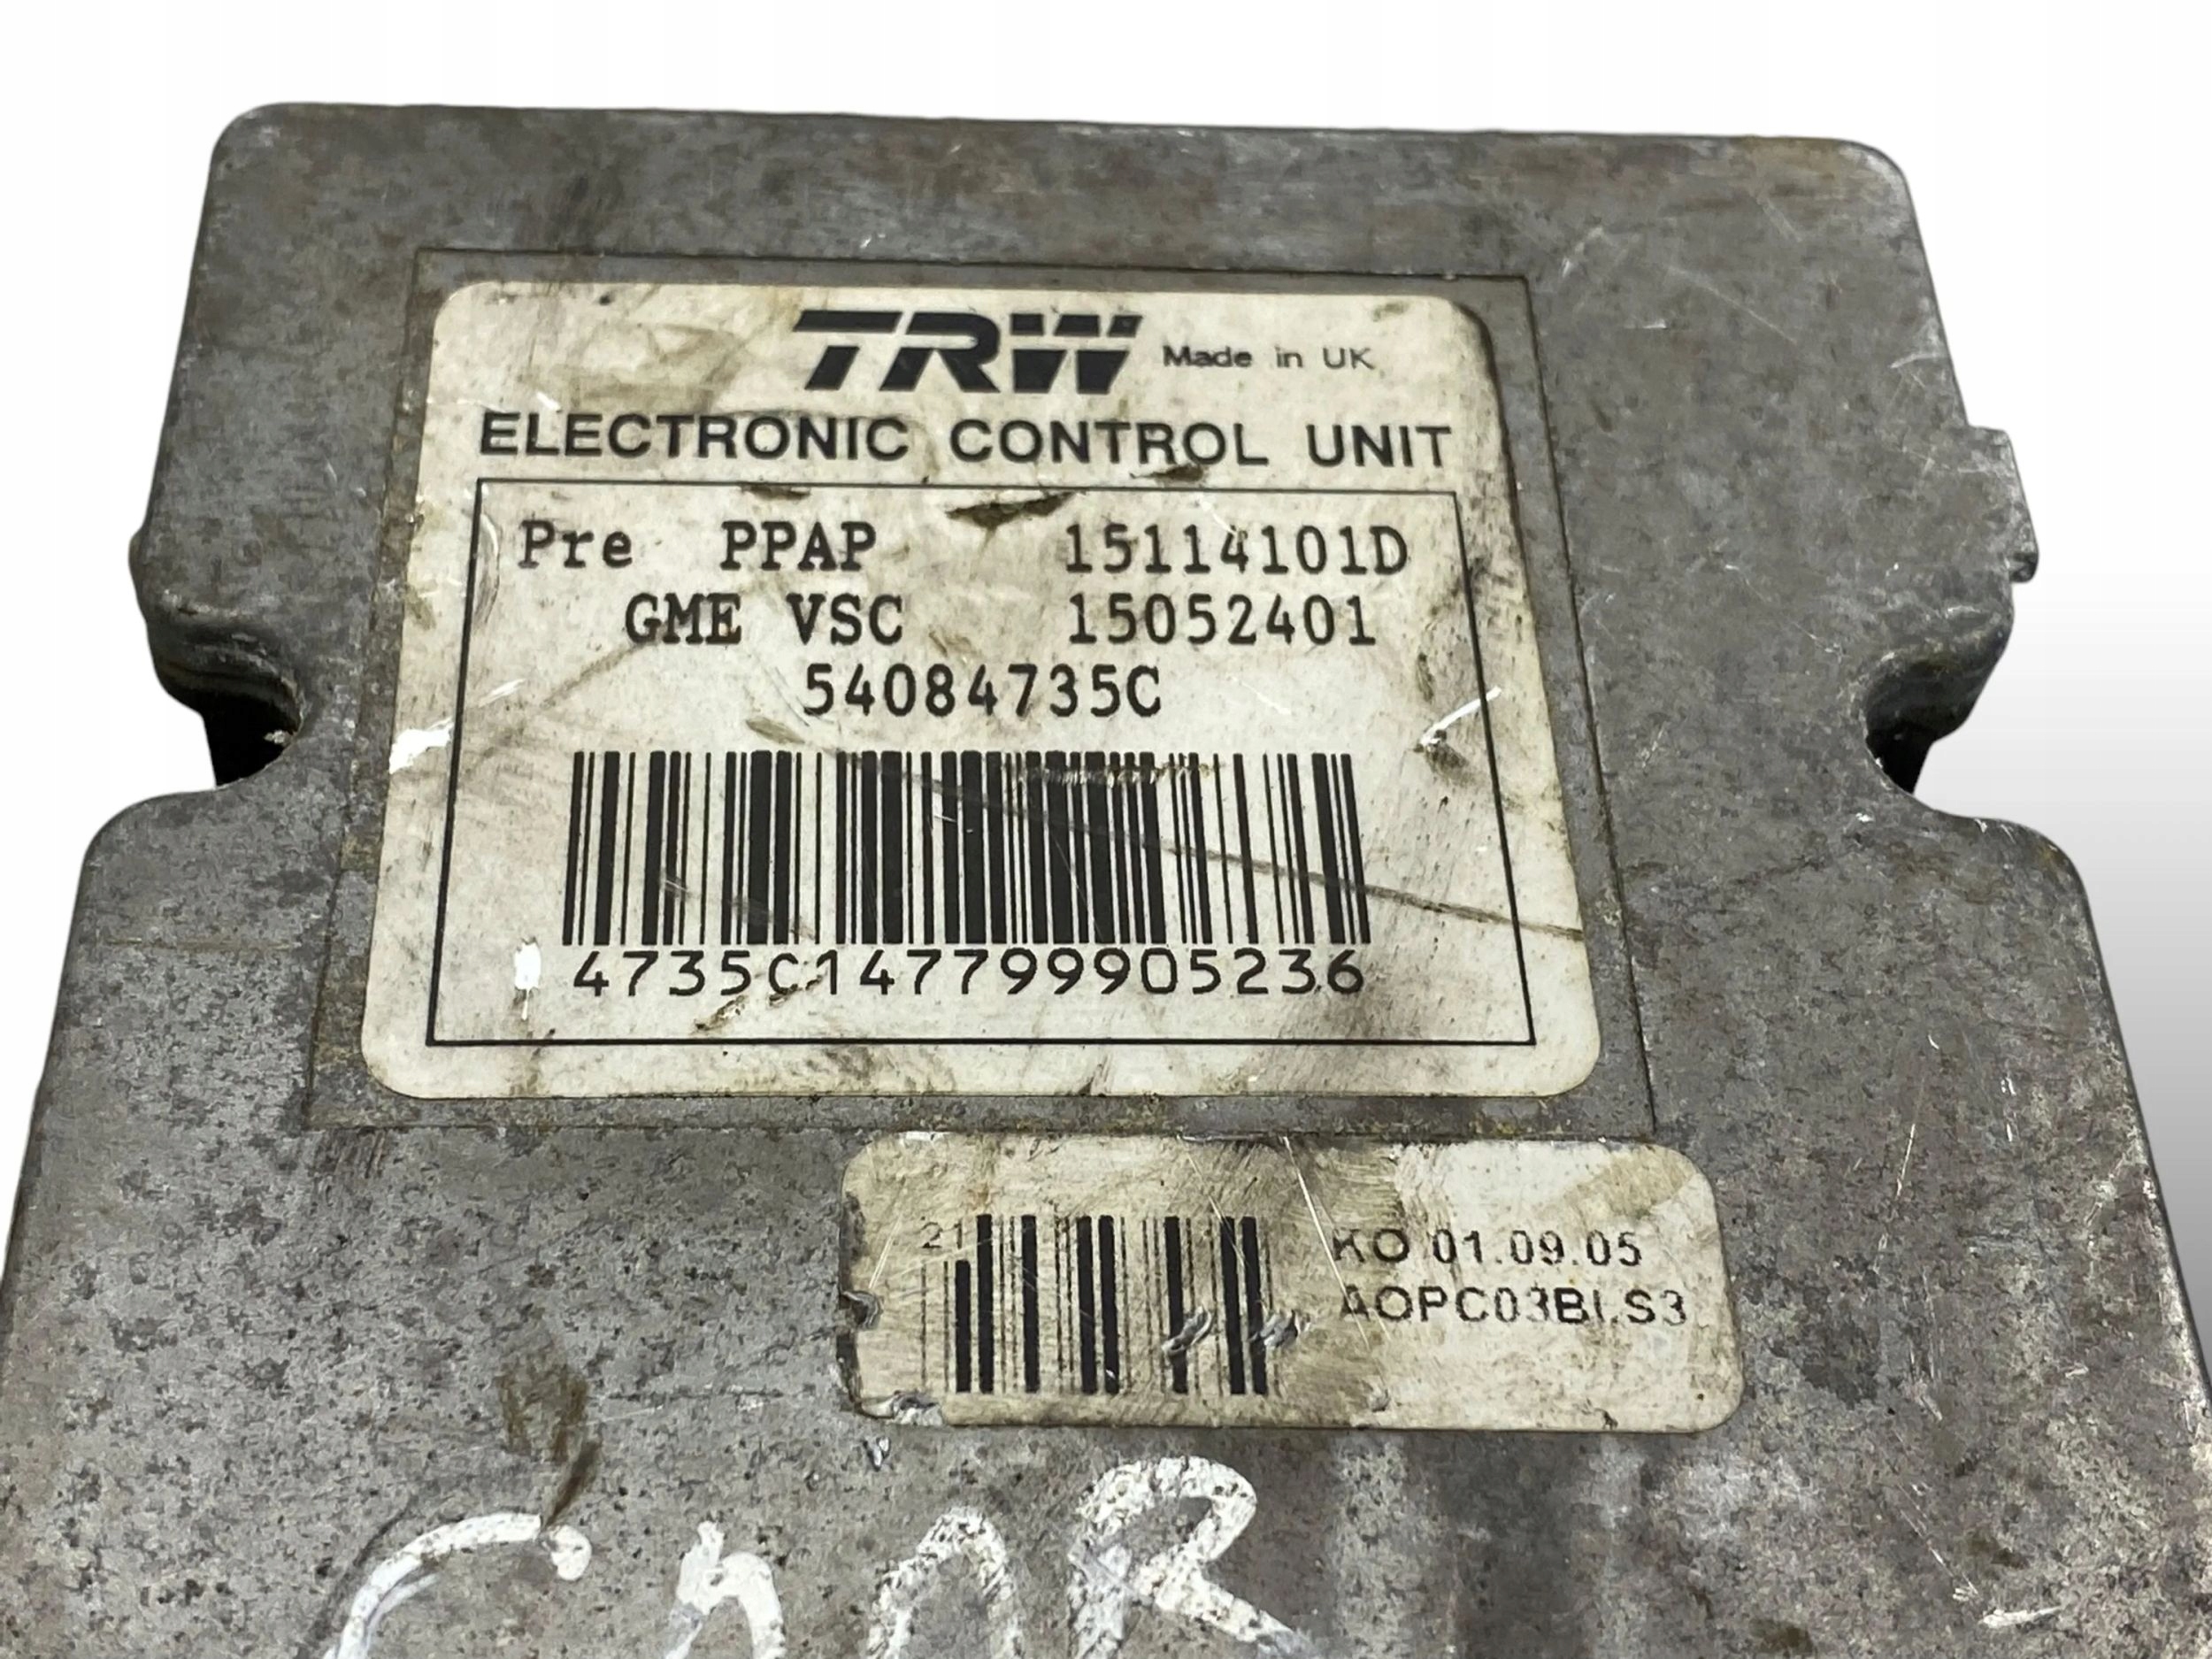 TRW Made in UK
ELECTRONIC CONTROL UNIT
Pre PPAP 15114101D
GME VSC 15052401
54084735C
4735C147799905236
21
KO 01.09.05
AOPC03BLS3